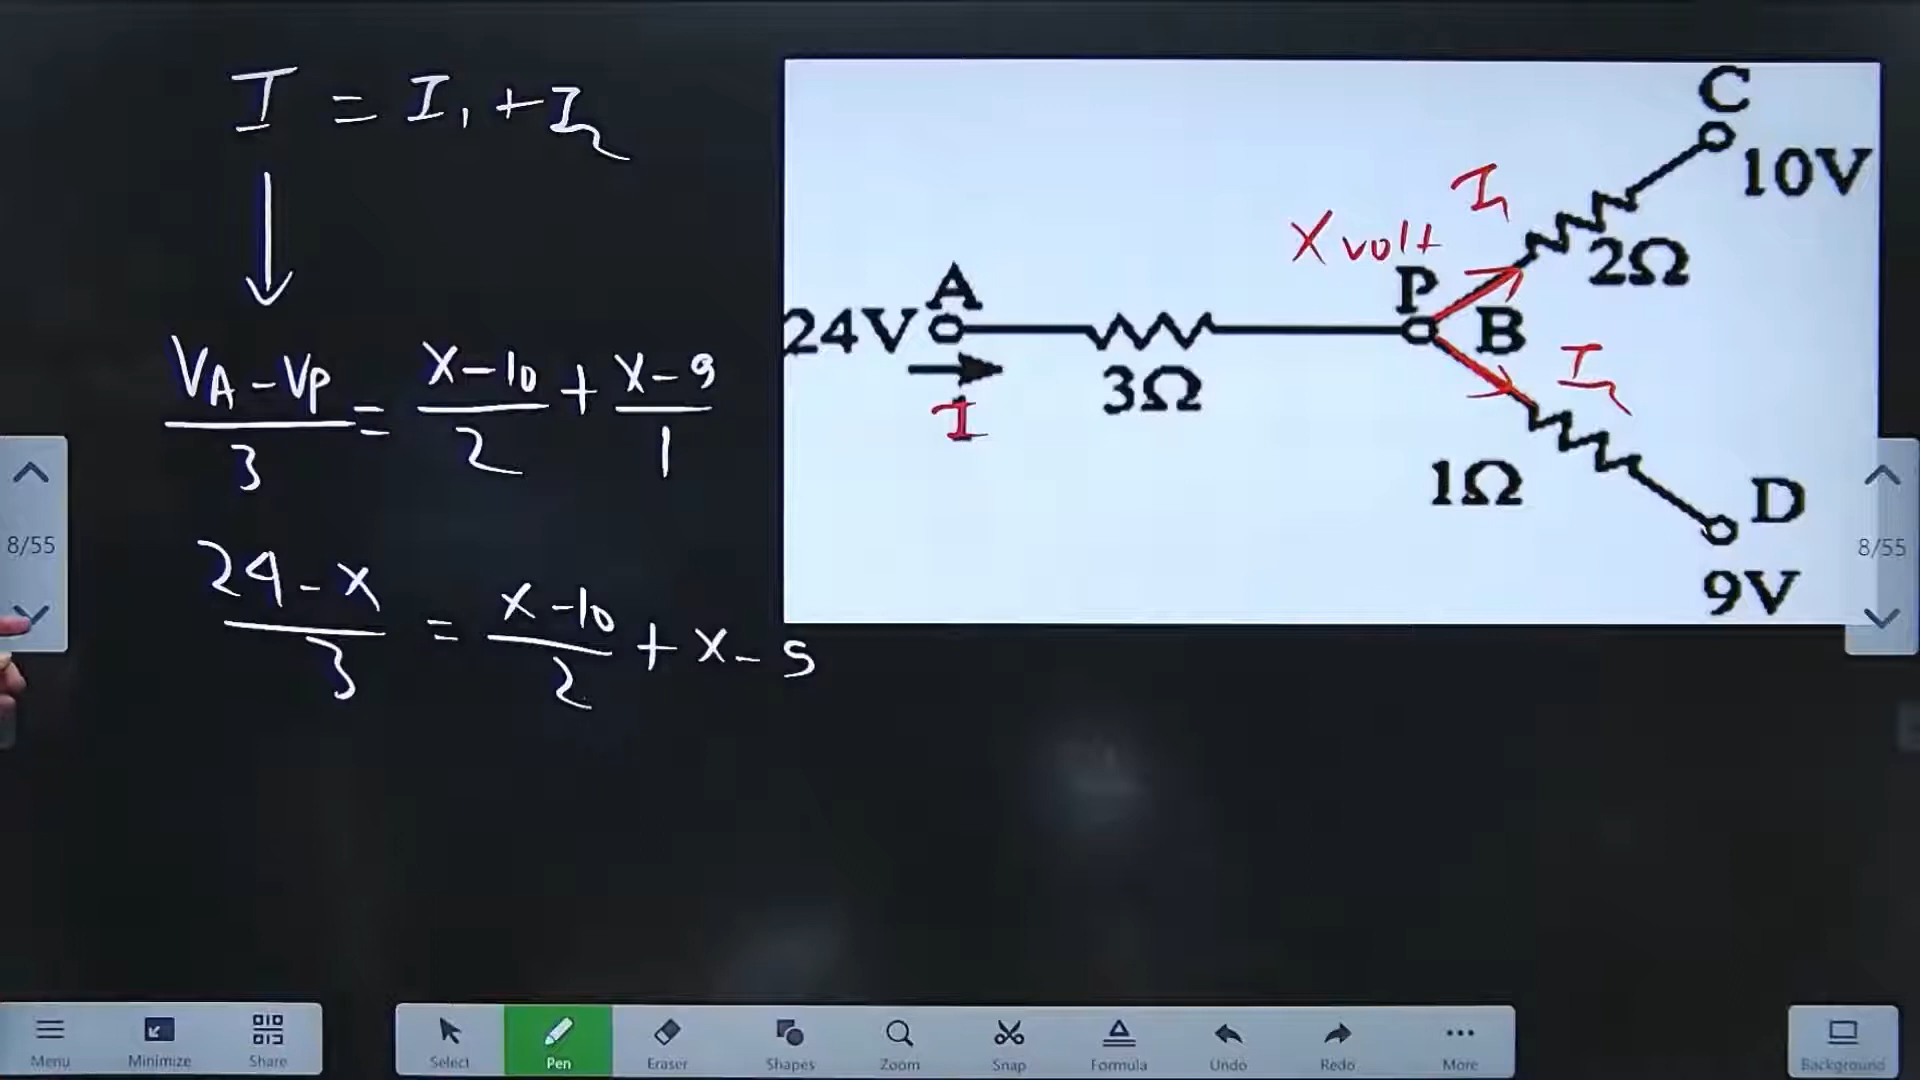 I = I₁ + I₂
↓
VA - VP / 3 = X - 10 / 2 + X - 9 / 1
24 - X / 3 = X - 10 / 2 + X - 9
C
10V
I₁
X volt
2Ω
A
P
24V
B
I
3Ω
I₂
1Ω
D
9V
8/55
8/55
Menu
Minimize
Share
Select
Pen
Eraser
Shapes
Zoom
Snap
Formula
Undo
Redo
More
Background